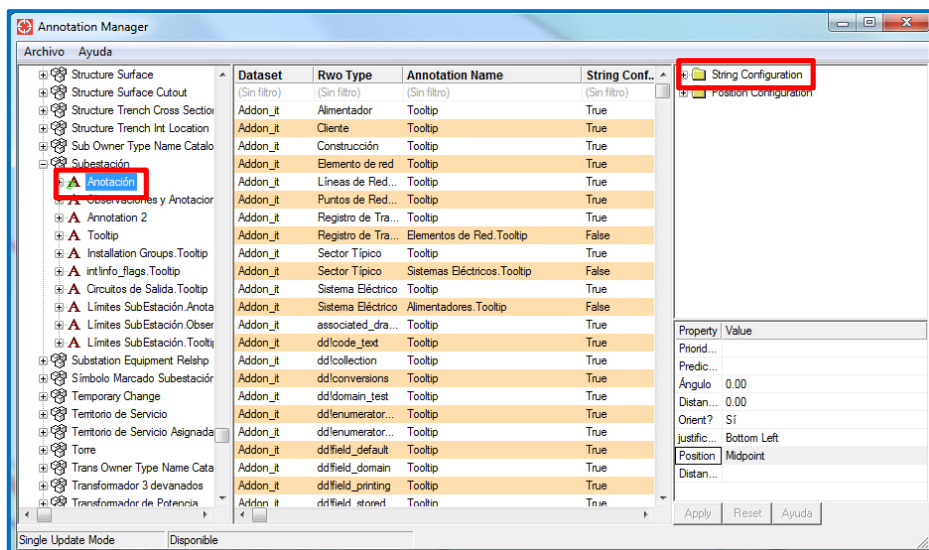 Annotation Manager
Archivo Ayuda
Structure Surface
Structure Surface Cutout
Structure Trench Cross Section
Structure Trench Int Location
Sub Owner Type Name Catalo
Subestación
Anotación
Observaciones y Anotacion
Annotation 2
Tooltip
Installation Groups.Tooltip
int!info_flags.Tooltip
Circuitos de Salida.Tooltip
Límites SubEstación.Anota
Límites SubEstación.Obser
Límites SubEstación.Tooltip
Substation Equipment Relshp
Símbolo Marcado Subestación
Temporary Change
Territorio de Servicio
Territorio de Servicio Asignada
Torre
Trans Owner Type Name Cata
Transformador 3 devanados
Transformador de Potencia
Dataset Rwo Type Annotation Name String Conf..
(Sin filtro) (Sin filtro) (Sin filtro) (Sin filtro)
Addon_it Alimentador Tooltip True
Addon_it Cliente Tooltip True
Addon_it Construcción Tooltip True
Addon_it Elemento de red Tooltip True
Addon_it Líneas de Red... Tooltip True
Addon_it Puntos de Red... Tooltip True
Addon_it Registro de Tra... Tooltip True
Addon_it Registro de Tra... Elementos de Red.Tooltip False
Addon_it Sector Típico Tooltip True
Addon_it Sector Típico Sistemas Eléctricos.Tooltip False
Addon_it Sistema Eléctrico Tooltip True
Addon_it Sistema Eléctrico Alimentadores.Tooltip False
Addon_it associated_dra... Tooltip True
Addon_it dd!code_text Tooltip True
Addon_it dd!collection Tooltip True
Addon_it dd!conversions Tooltip True
Addon_it dd!domain_test Tooltip True
Addon_it dd!enumerator... Tooltip True
Addon_it dd!enumerator... Tooltip True
Addon_it dd!field_default Tooltip True
Addon_it dd!field_domain Tooltip True
Addon_it dd!field_printing Tooltip True
Addon_it dd!field_stored Tooltip True
String Configuration
Position Configuration
Property Value
Priorid...
Predic...
Ángulo 0.00
Distan... 0.00
Orient? Sí
justific... Bottom Left
Position Midpoint
Distan...
Apply Reset Ayuda
Single Update Mode Disponible